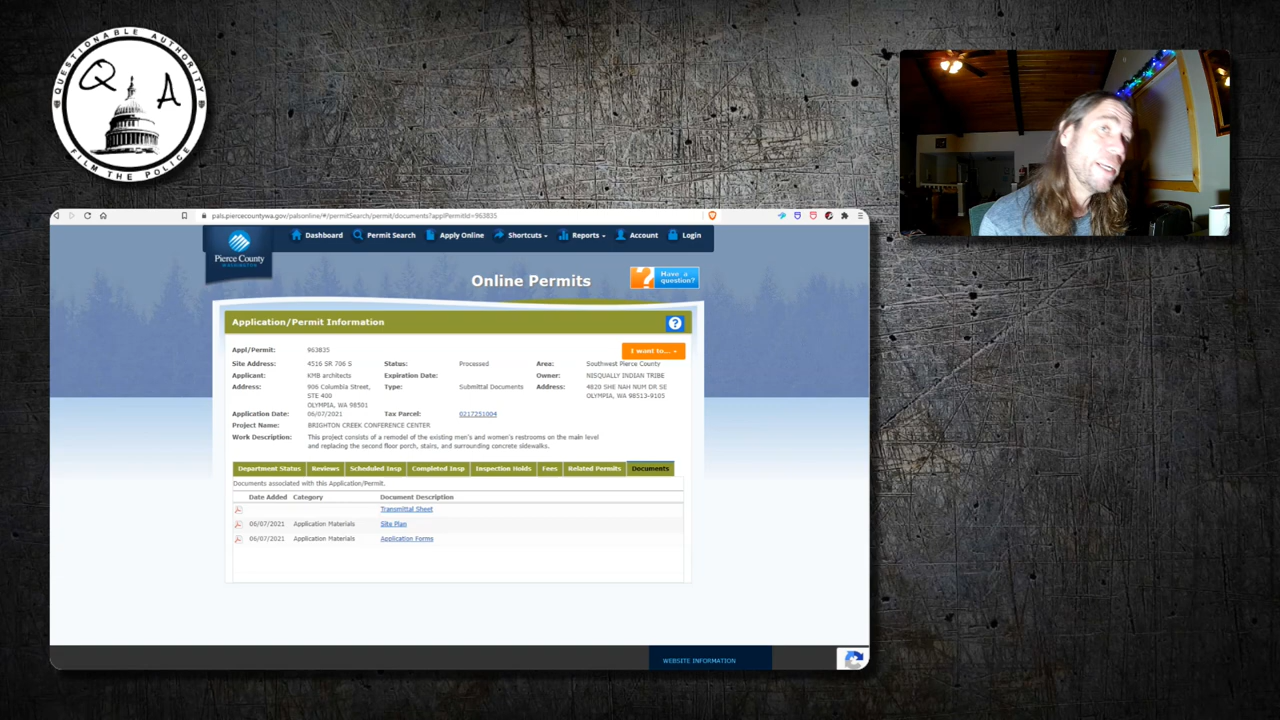 QUESTIONABLE AUTHORITY
Q A
FILM THE POLICE
pals.piercecountywa.gov/palsonline/#/permitSearch/permit/documents?applPermitId=963835
Pierce County
WASHINGTON
Dashboard Permit Search Apply Online Shortcuts Reports Account Login
Online Permits
Have a
question?
Application/Permit Information
?
Appl/Permit: 963835
I want to...
Site Address: 4516 SR 706 S Status: Processed Area: Southwest Pierce County
Applicant: KMB architects Expiration Date: Owner: NISQUALLY INDIAN TRIBE
Address: 906 Columbia Street, Type: Submittal Documents Address: 4820 SHE NAH NUM DR SE
STE 400 OLYMPIA, WA 98513-9105
OLYMPIA, WA 98501
Application Date: 06/07/2021 Tax Parcel: 0217251004
Project Name: BRIGHTON CREEK CONFERENCE CENTER
Work Description: This project consists of a remodel of the existing men's and women's restrooms on the main level
and replacing the second floor porch, stairs, and surrounding concrete sidewalks.
Department Status Reviews Scheduled Insp Completed Insp Inspection Holds Fees Related Permits Documents
Documents associated with this Application/Permit.
Date Added Category Document Description
Transmittal Sheet
06/07/2021 Application Materials Site Plan
06/07/2021 Application Materials Application Forms
WEBSITE INFORMATION